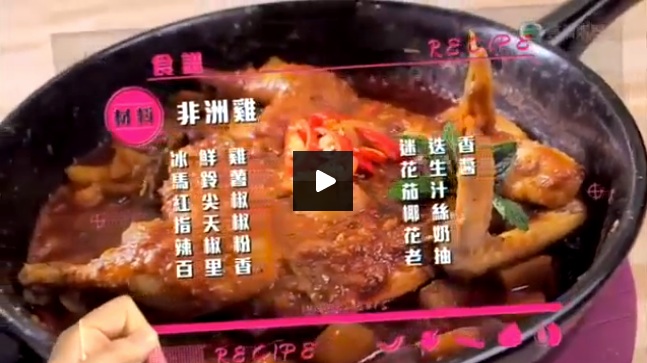 食譜
RECIPE
材料
非洲雞
冰鮮雞
馬鈴薯
紅尖椒
指天椒
辣椒粉
百里香
迷迭香
花生醬
茄汁
椰絲
花奶
老抽
食譜
RECIPE